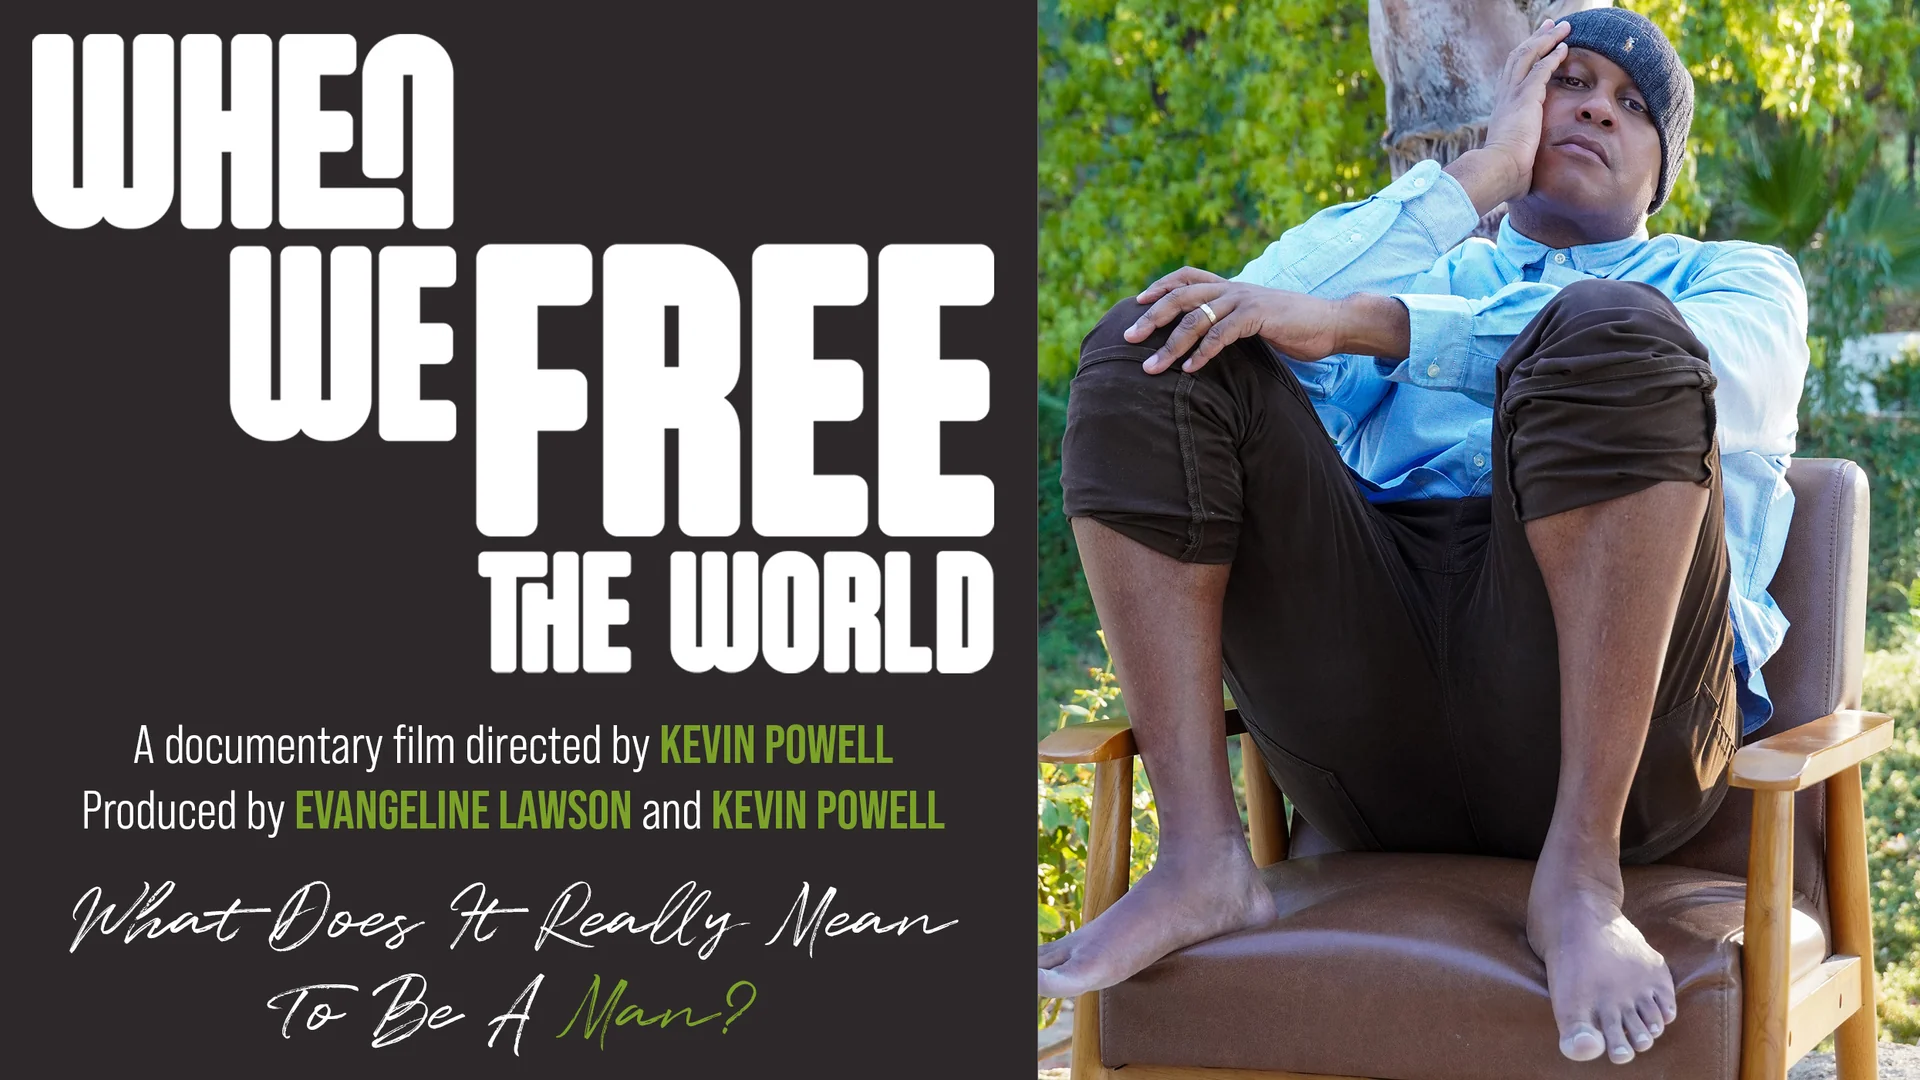 WHEN
WE FREE
THE WORLD
A documentary film directed by KEVIN POWELL
Produced by EVANGELINE LAWSON and KEVIN POWELL
What Does It Really Mean
To Be A Man?